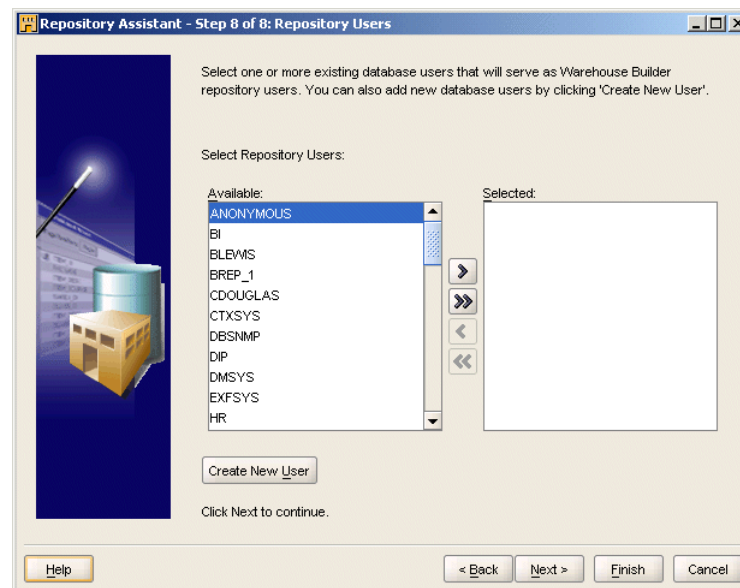 Repository Assistant - Step 8 of 8: Repository Users
Select one or more existing database users that will serve as Warehouse Builder
repository users. You can also add new database users by clicking 'Create New User'.
Select Repository Users:
Available:
ANONYMOUS
BI
BLEWIS
BREP_1
CDOUGLAS
CTXSYS
DBSNMP
DIP
DMSYS
EXFSYS
HR
Selected:
Create New User
Click Next to continue.
Help
< Back
Next >
Finish
Cancel